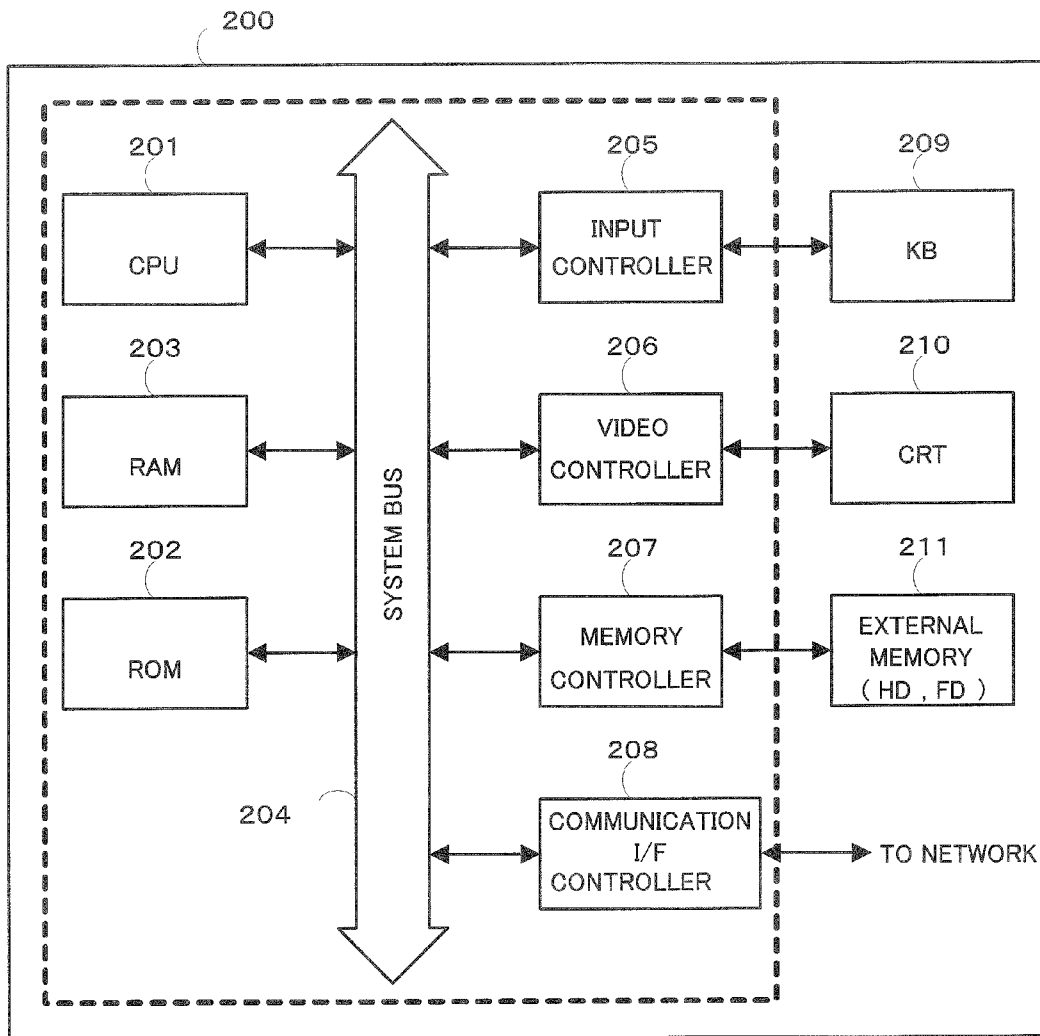 200
201
CPU
205
INPUT
CONTROLLER
209
KB
203
RAM
206
VIDEO
CONTROLLER
210
CRT
SYSTEM BUS
202
ROM
207
MEMORY
CONTROLLER
211
EXTERNAL
MEMORY
( HD , FD )
204
208
COMMUNICATION
I/F
CONTROLLER
TO NETWORK